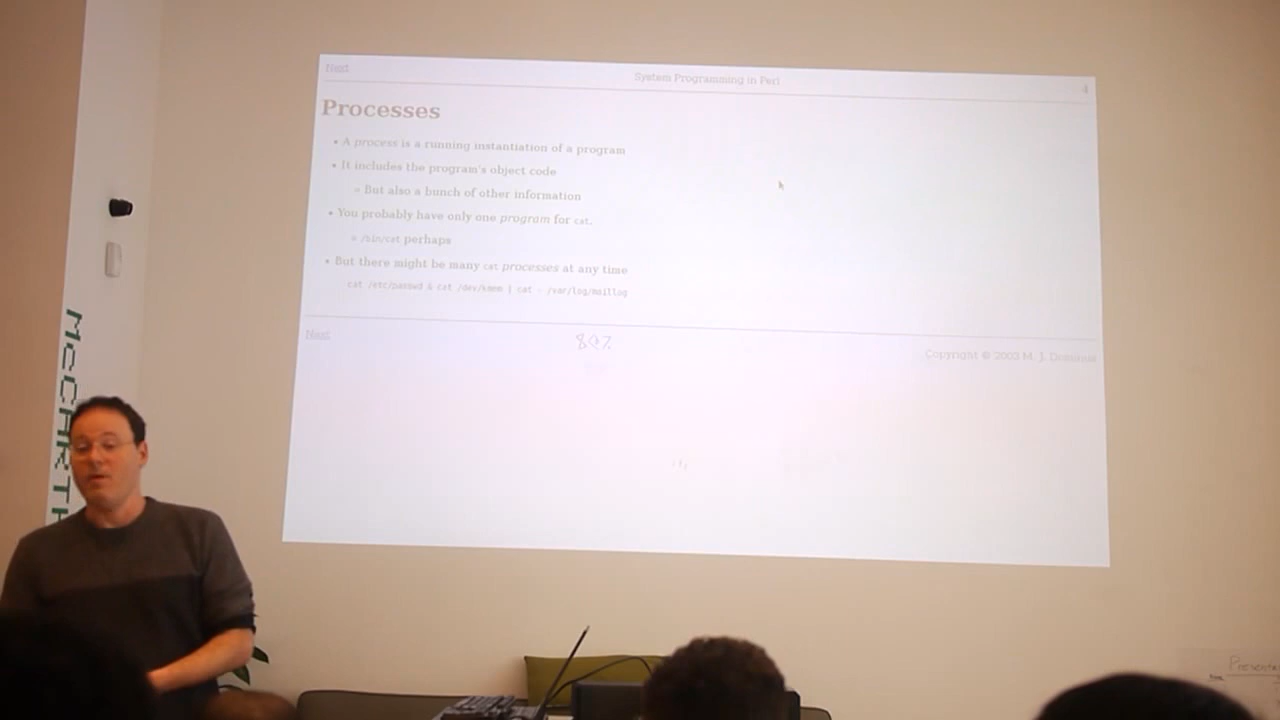 Next
System Programming in Perl
4
Processes
• A process is a running instantiation of a program
• It includes the program's object code
But also a bunch of other information
• You probably have only one program for cat.
/bin/cat perhaps
• But there might be many cat processes at any time
cat /etc/passwd & cat /dev/kmem | cat - /var/log/maillog
Next
Copyright © 2003 M. J. Dominus
McCARTH
Presenta